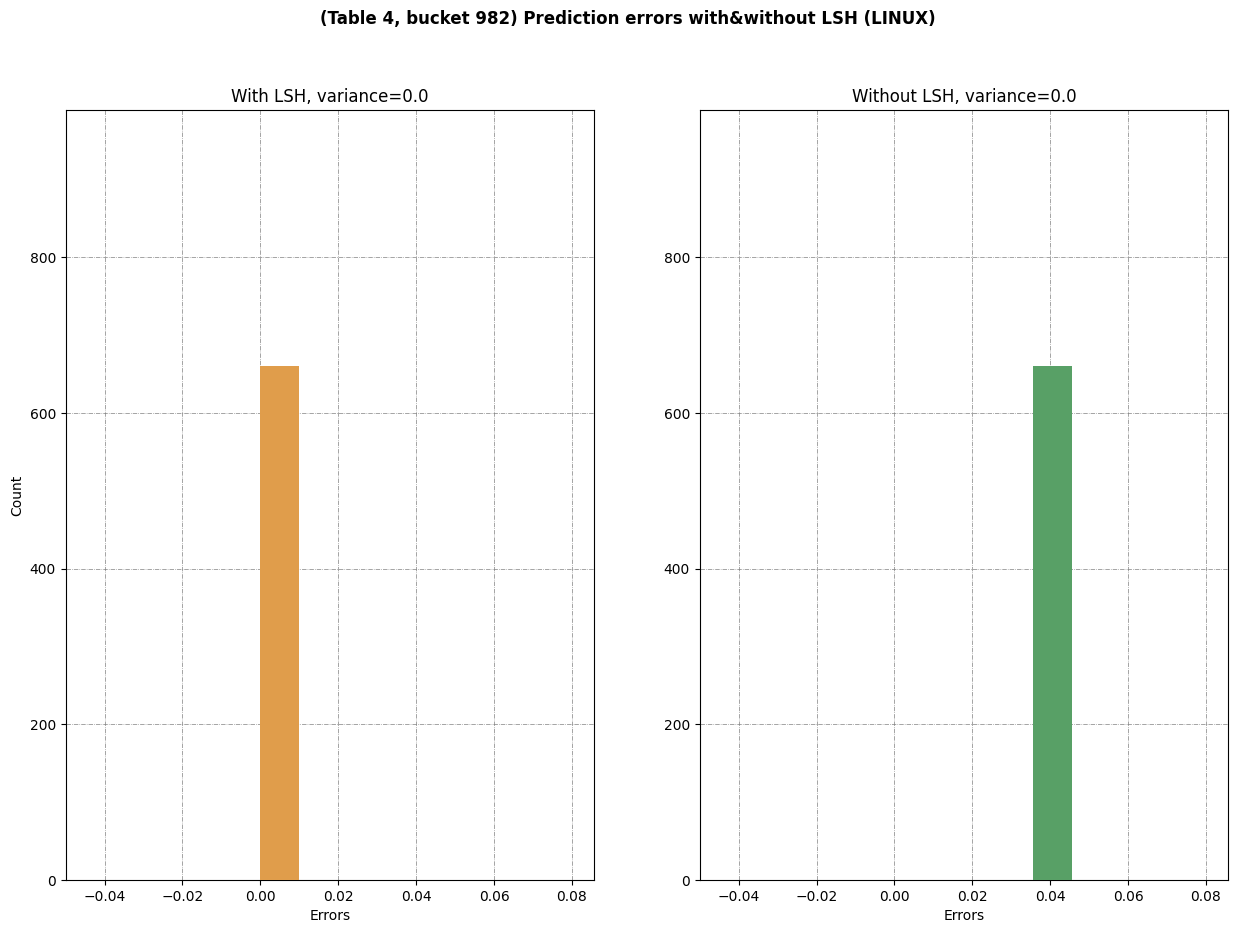 (Table 4, bucket 982) Prediction errors with&without LSH (LINUX)
With LSH, variance=0.0
800
600
400
200
0
Count
−0.04 −0.02 0.00 0.02 0.04 0.06 0.08
Errors
Without LSH, variance=0.0
800
600
400
200
0
−0.04 −0.02 0.00 0.02 0.04 0.06 0.08
Errors